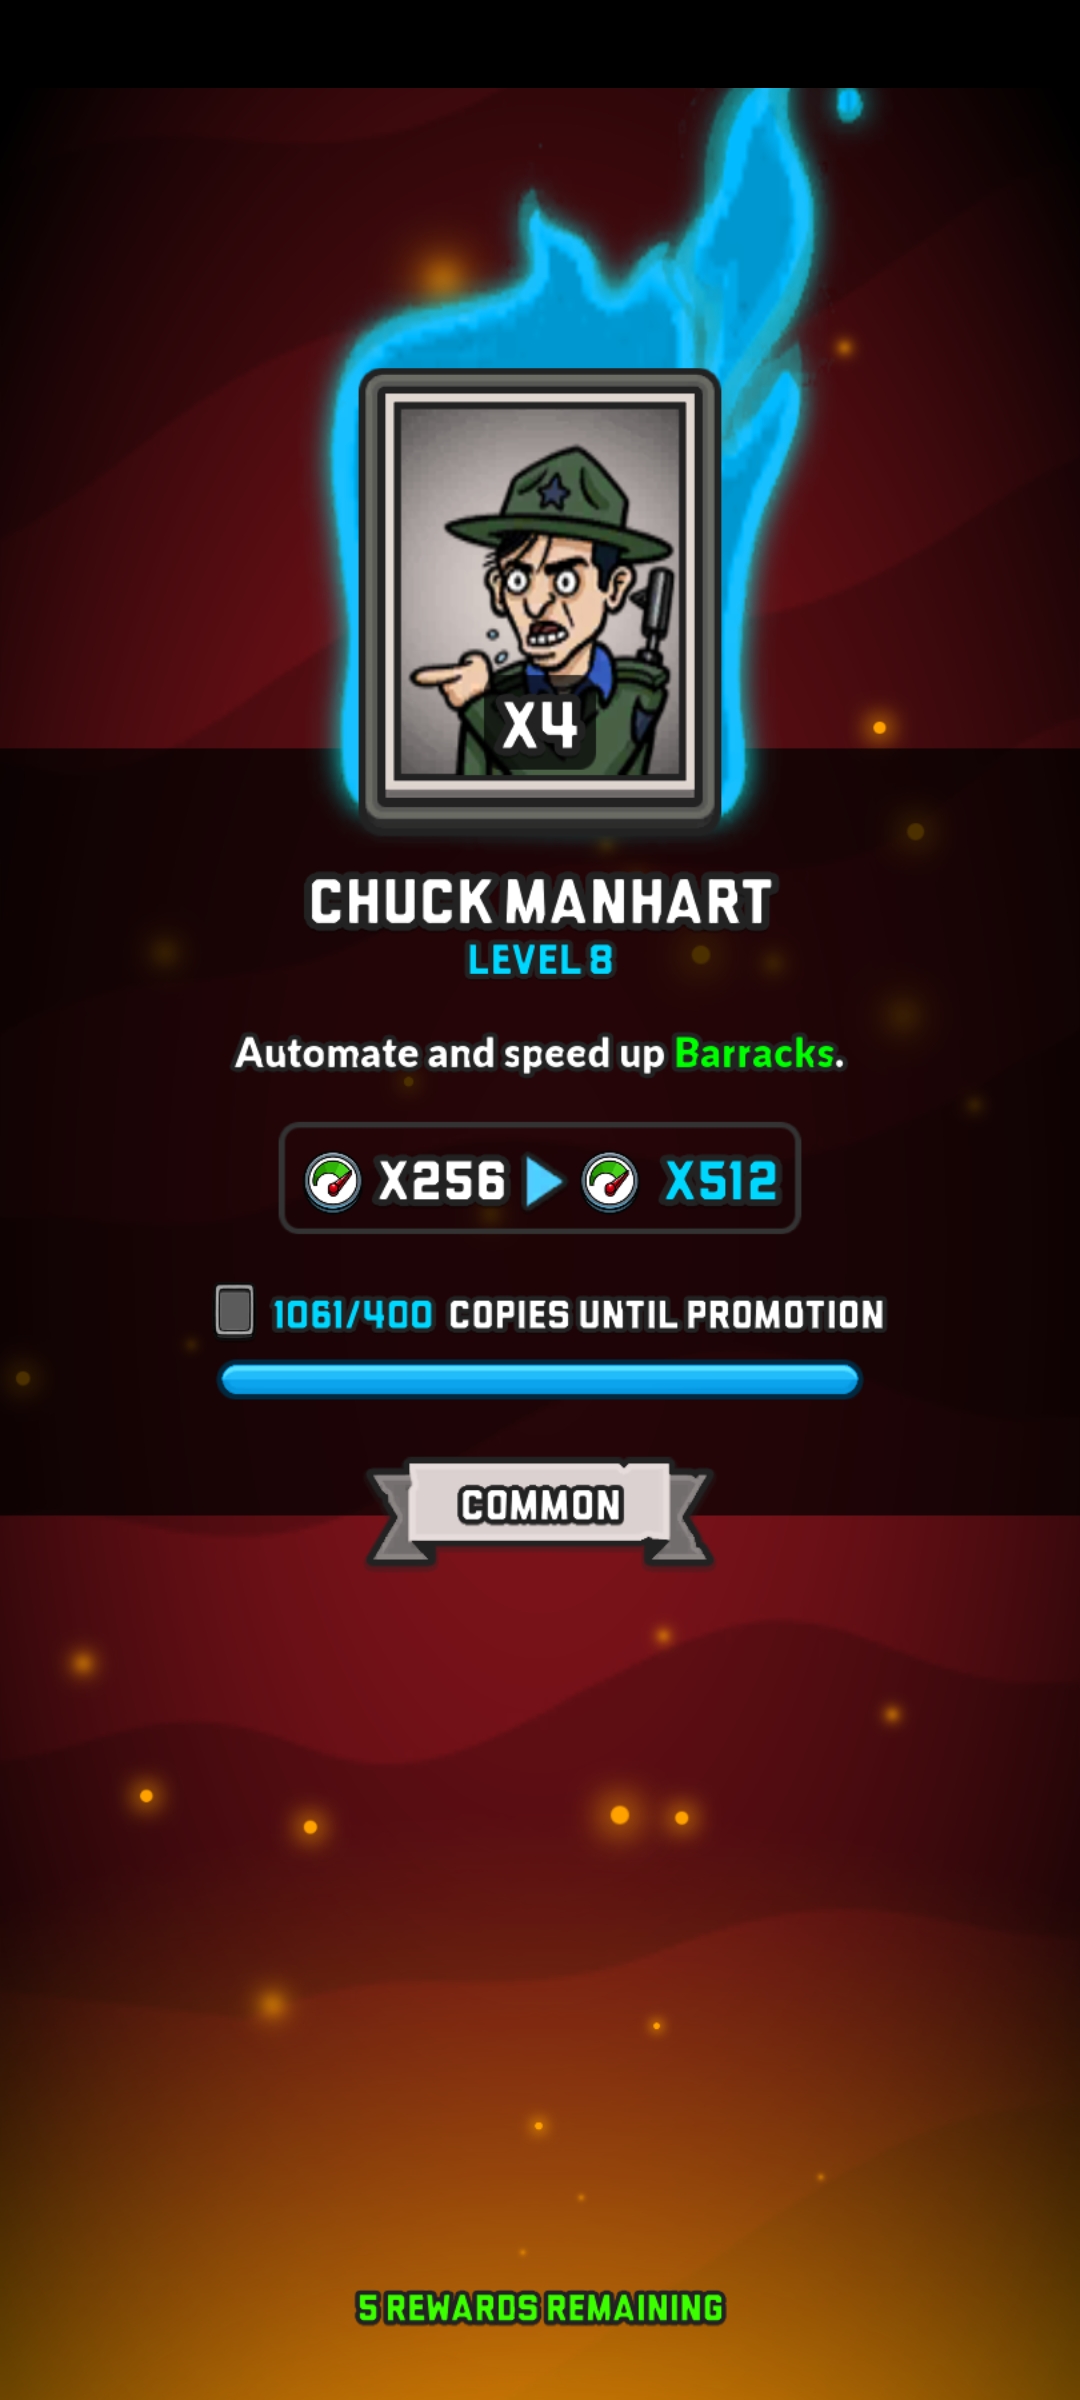 X4
CHUCK MANHART
LEVEL 8
Automate and speed up Barracks.
X256 X512
1061/400 COPIES UNTIL PROMOTION
COMMON
5 REWARDS REMAINING